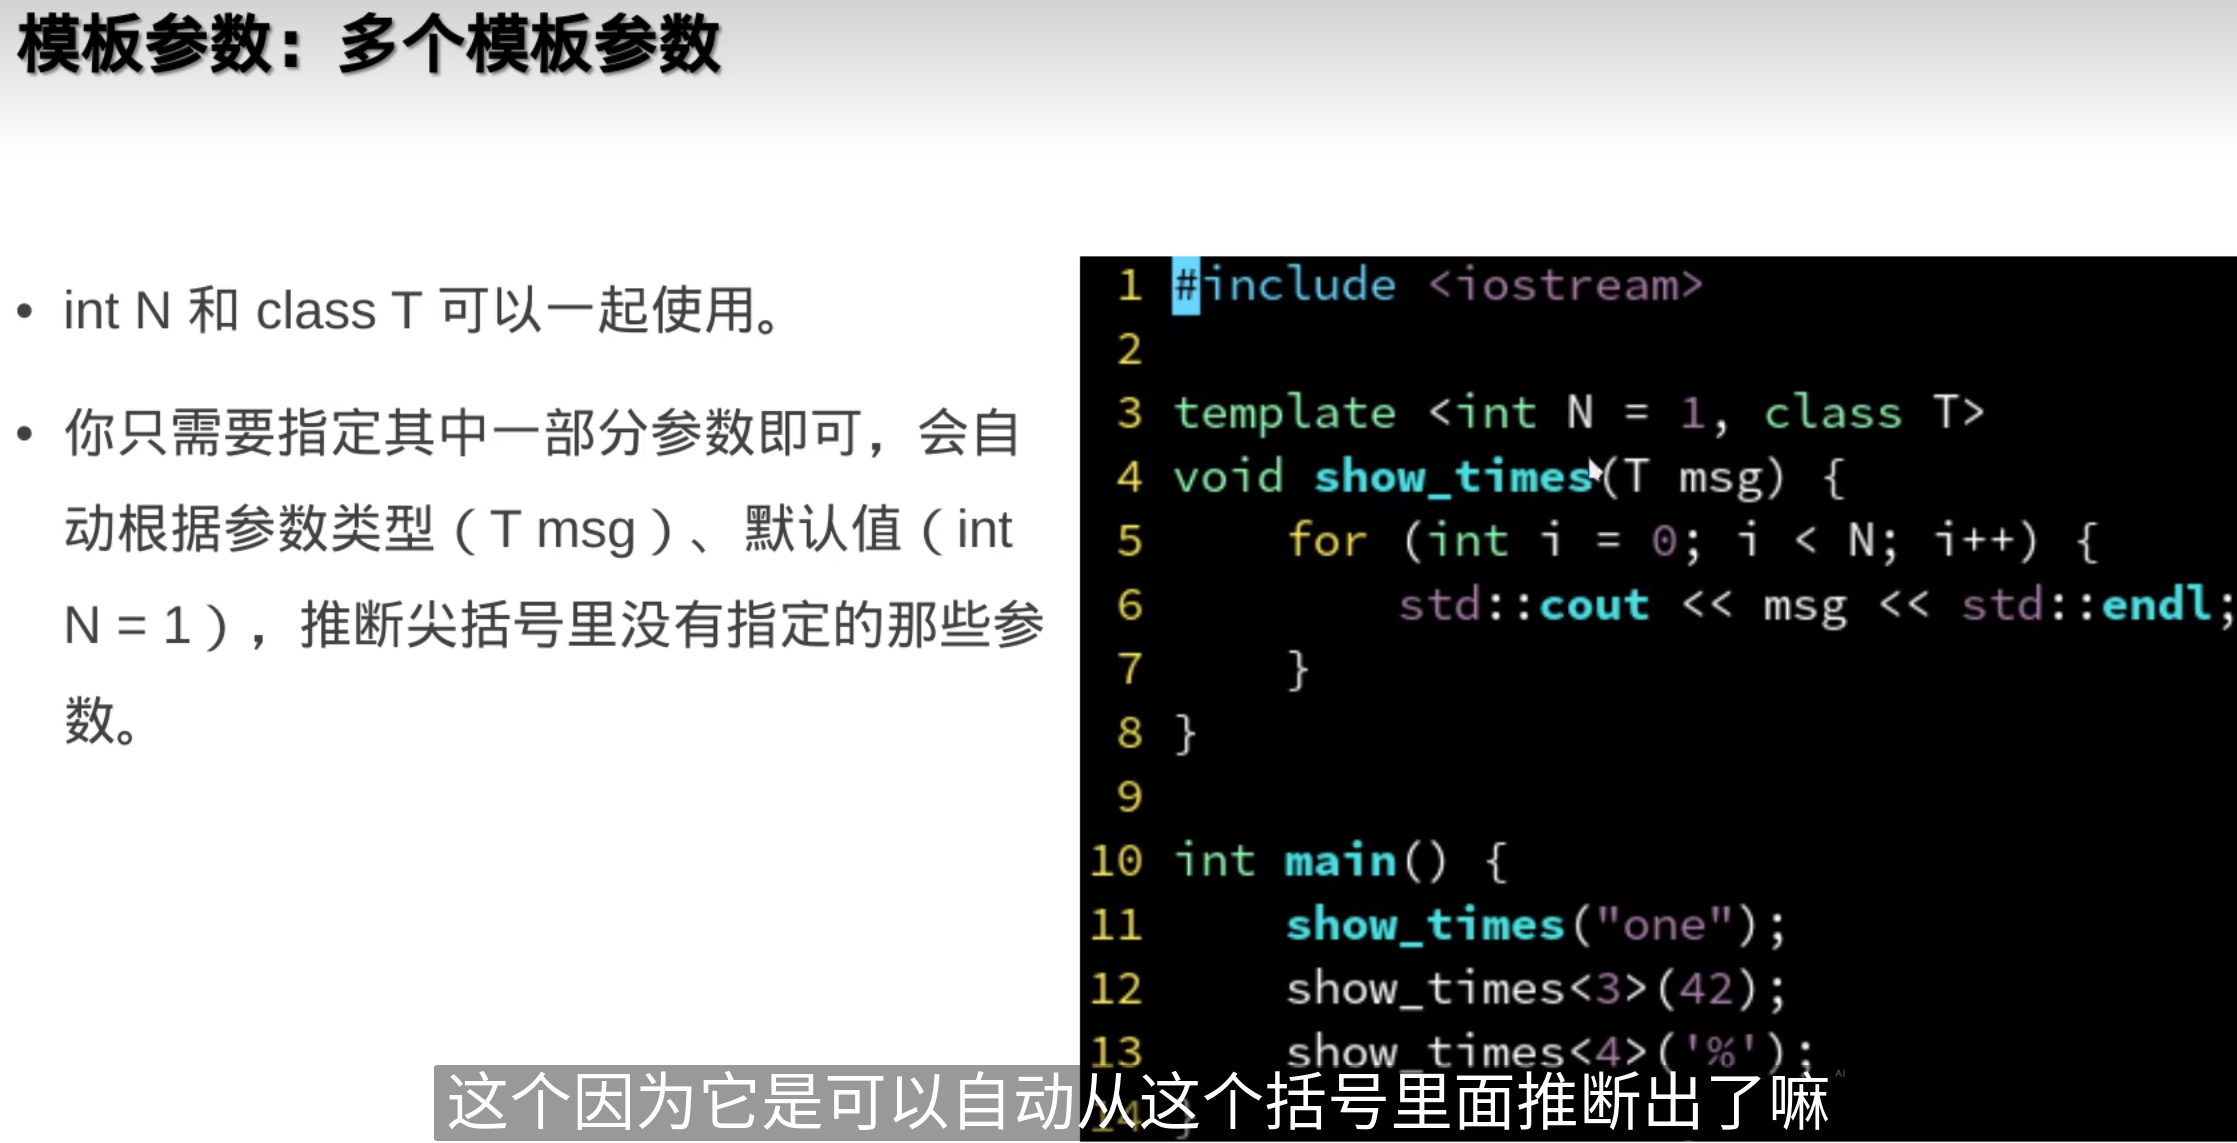 模板参数：多个模板参数
• int N 和 class T 可以一起使用。
• 你只需要指定其中一部分参数即可，会自
动根据参数类型（T msg）、默认值（int
N = 1），推断尖括号里没有指定的那些参
数。
1 #include <iostream>
2
3 template <int N = 1, class T>
4 void show_times(T msg) {
5     for (int i = 0; i < N; i++) {
6         std::cout << msg << std::endl;
7     }
8 }
9
10 int main() {
11     show_times("one");
12     show_times<3>(42);
13     show_times<4>('%');
14 }
这个因为它是可以自动从这个括号里面推断出了嘛
AI